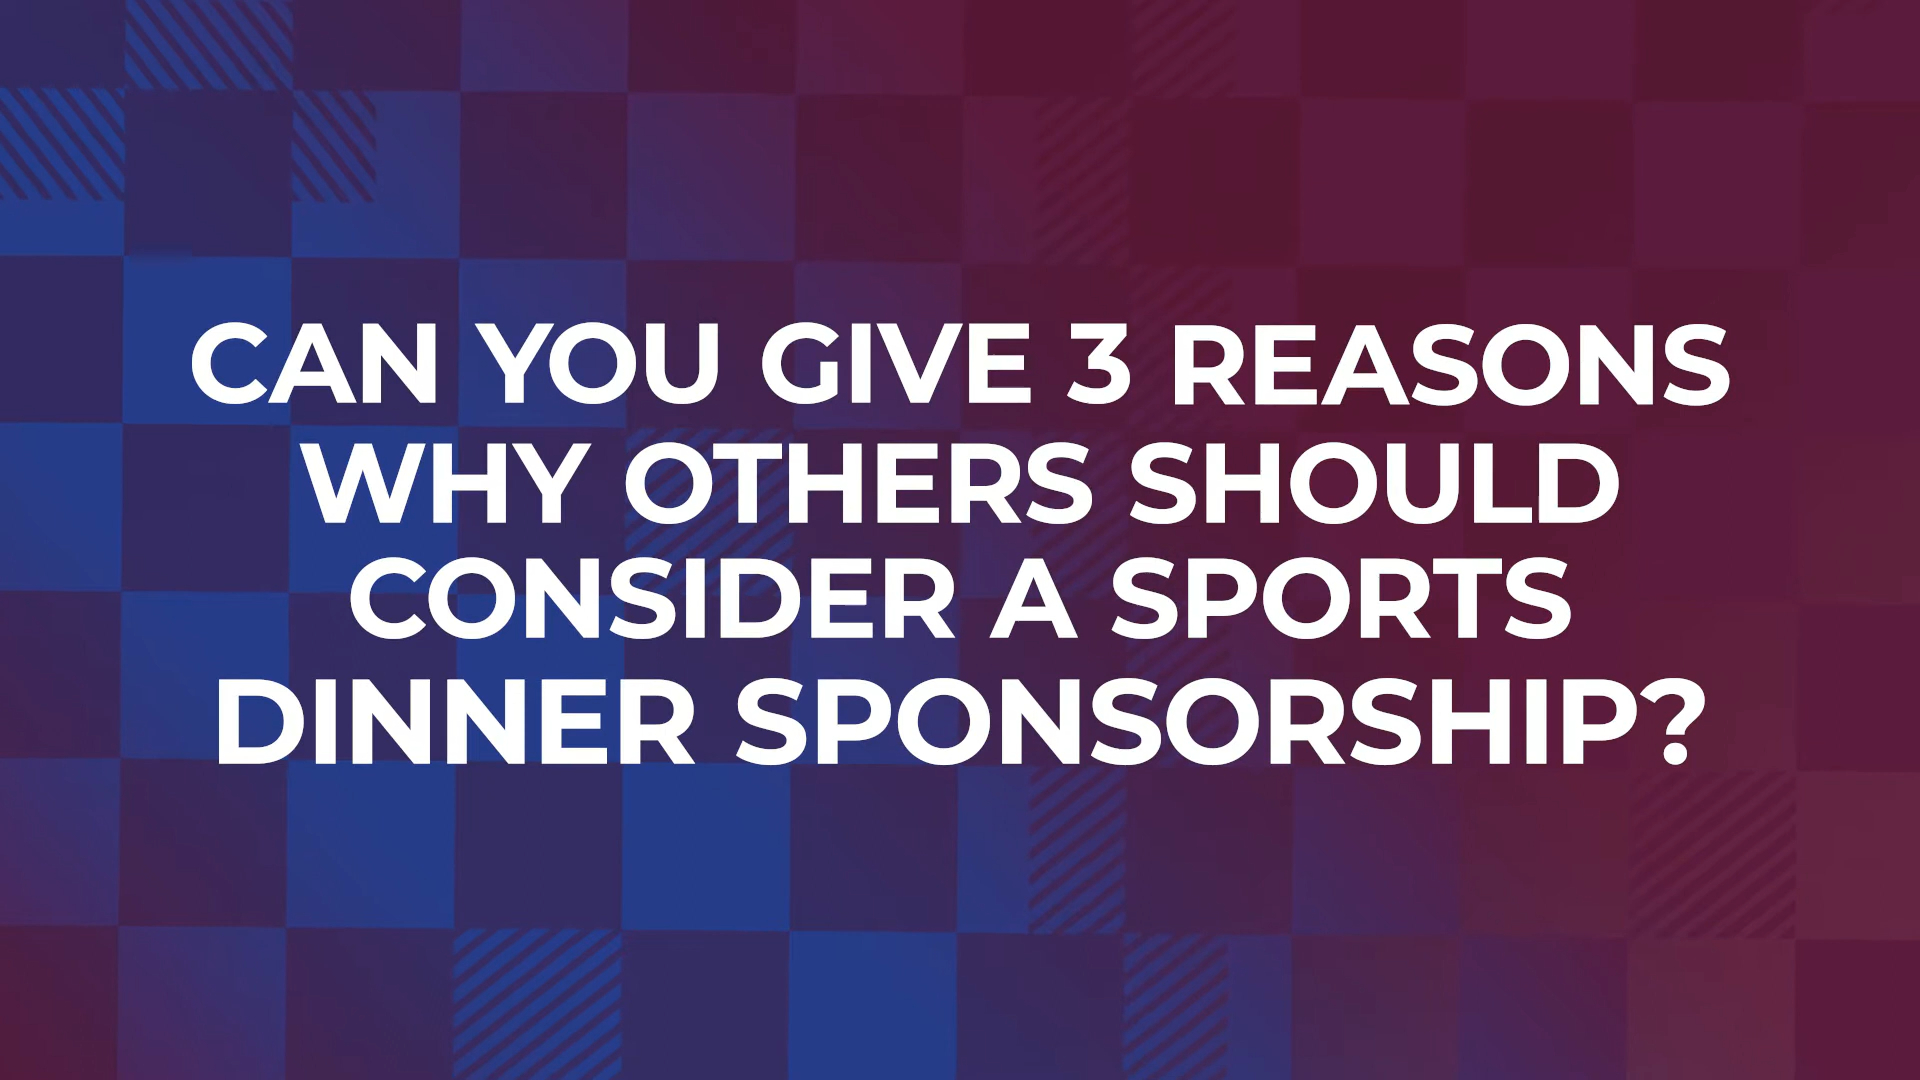 CAN YOU GIVE 3 REASONS
WHY OTHERS SHOULD
CONSIDER A SPORTS
DINNER SPONSORSHIP?